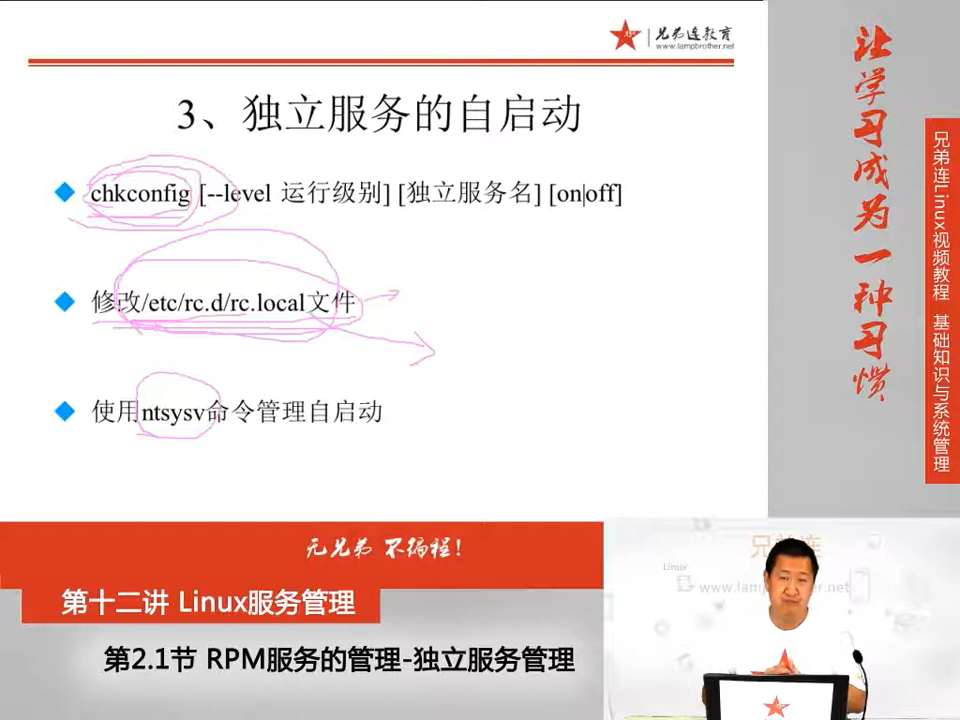 兄弟连教育
www.lampbrother.net
3、独立服务的自启动
chkconfig [--level 运行级别] [独立服务名] [on|off]
修改/etc/rc.d/rc.local文件
使用ntsysv命令管理自启动
让学习成为一种习惯
兄弟连Linux视频教程 基础知识与系统管理
无兄弟 不编程!
第十二讲 Linux服务管理
第2.1节 RPM服务的管理-独立服务管理
兄弟连
Linux